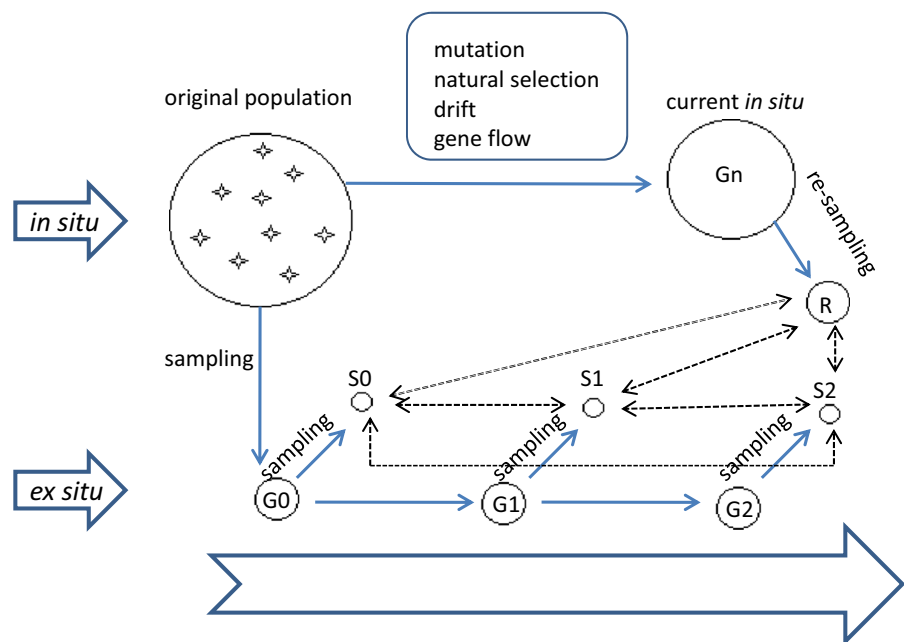 mutation
natural selection
drift
gene flow
original population
current in situ
Gn
in situ
re-sampling
R
sampling
S0
S1
S2
sampling
sampling
sampling
ex situ
G0
G1
G2